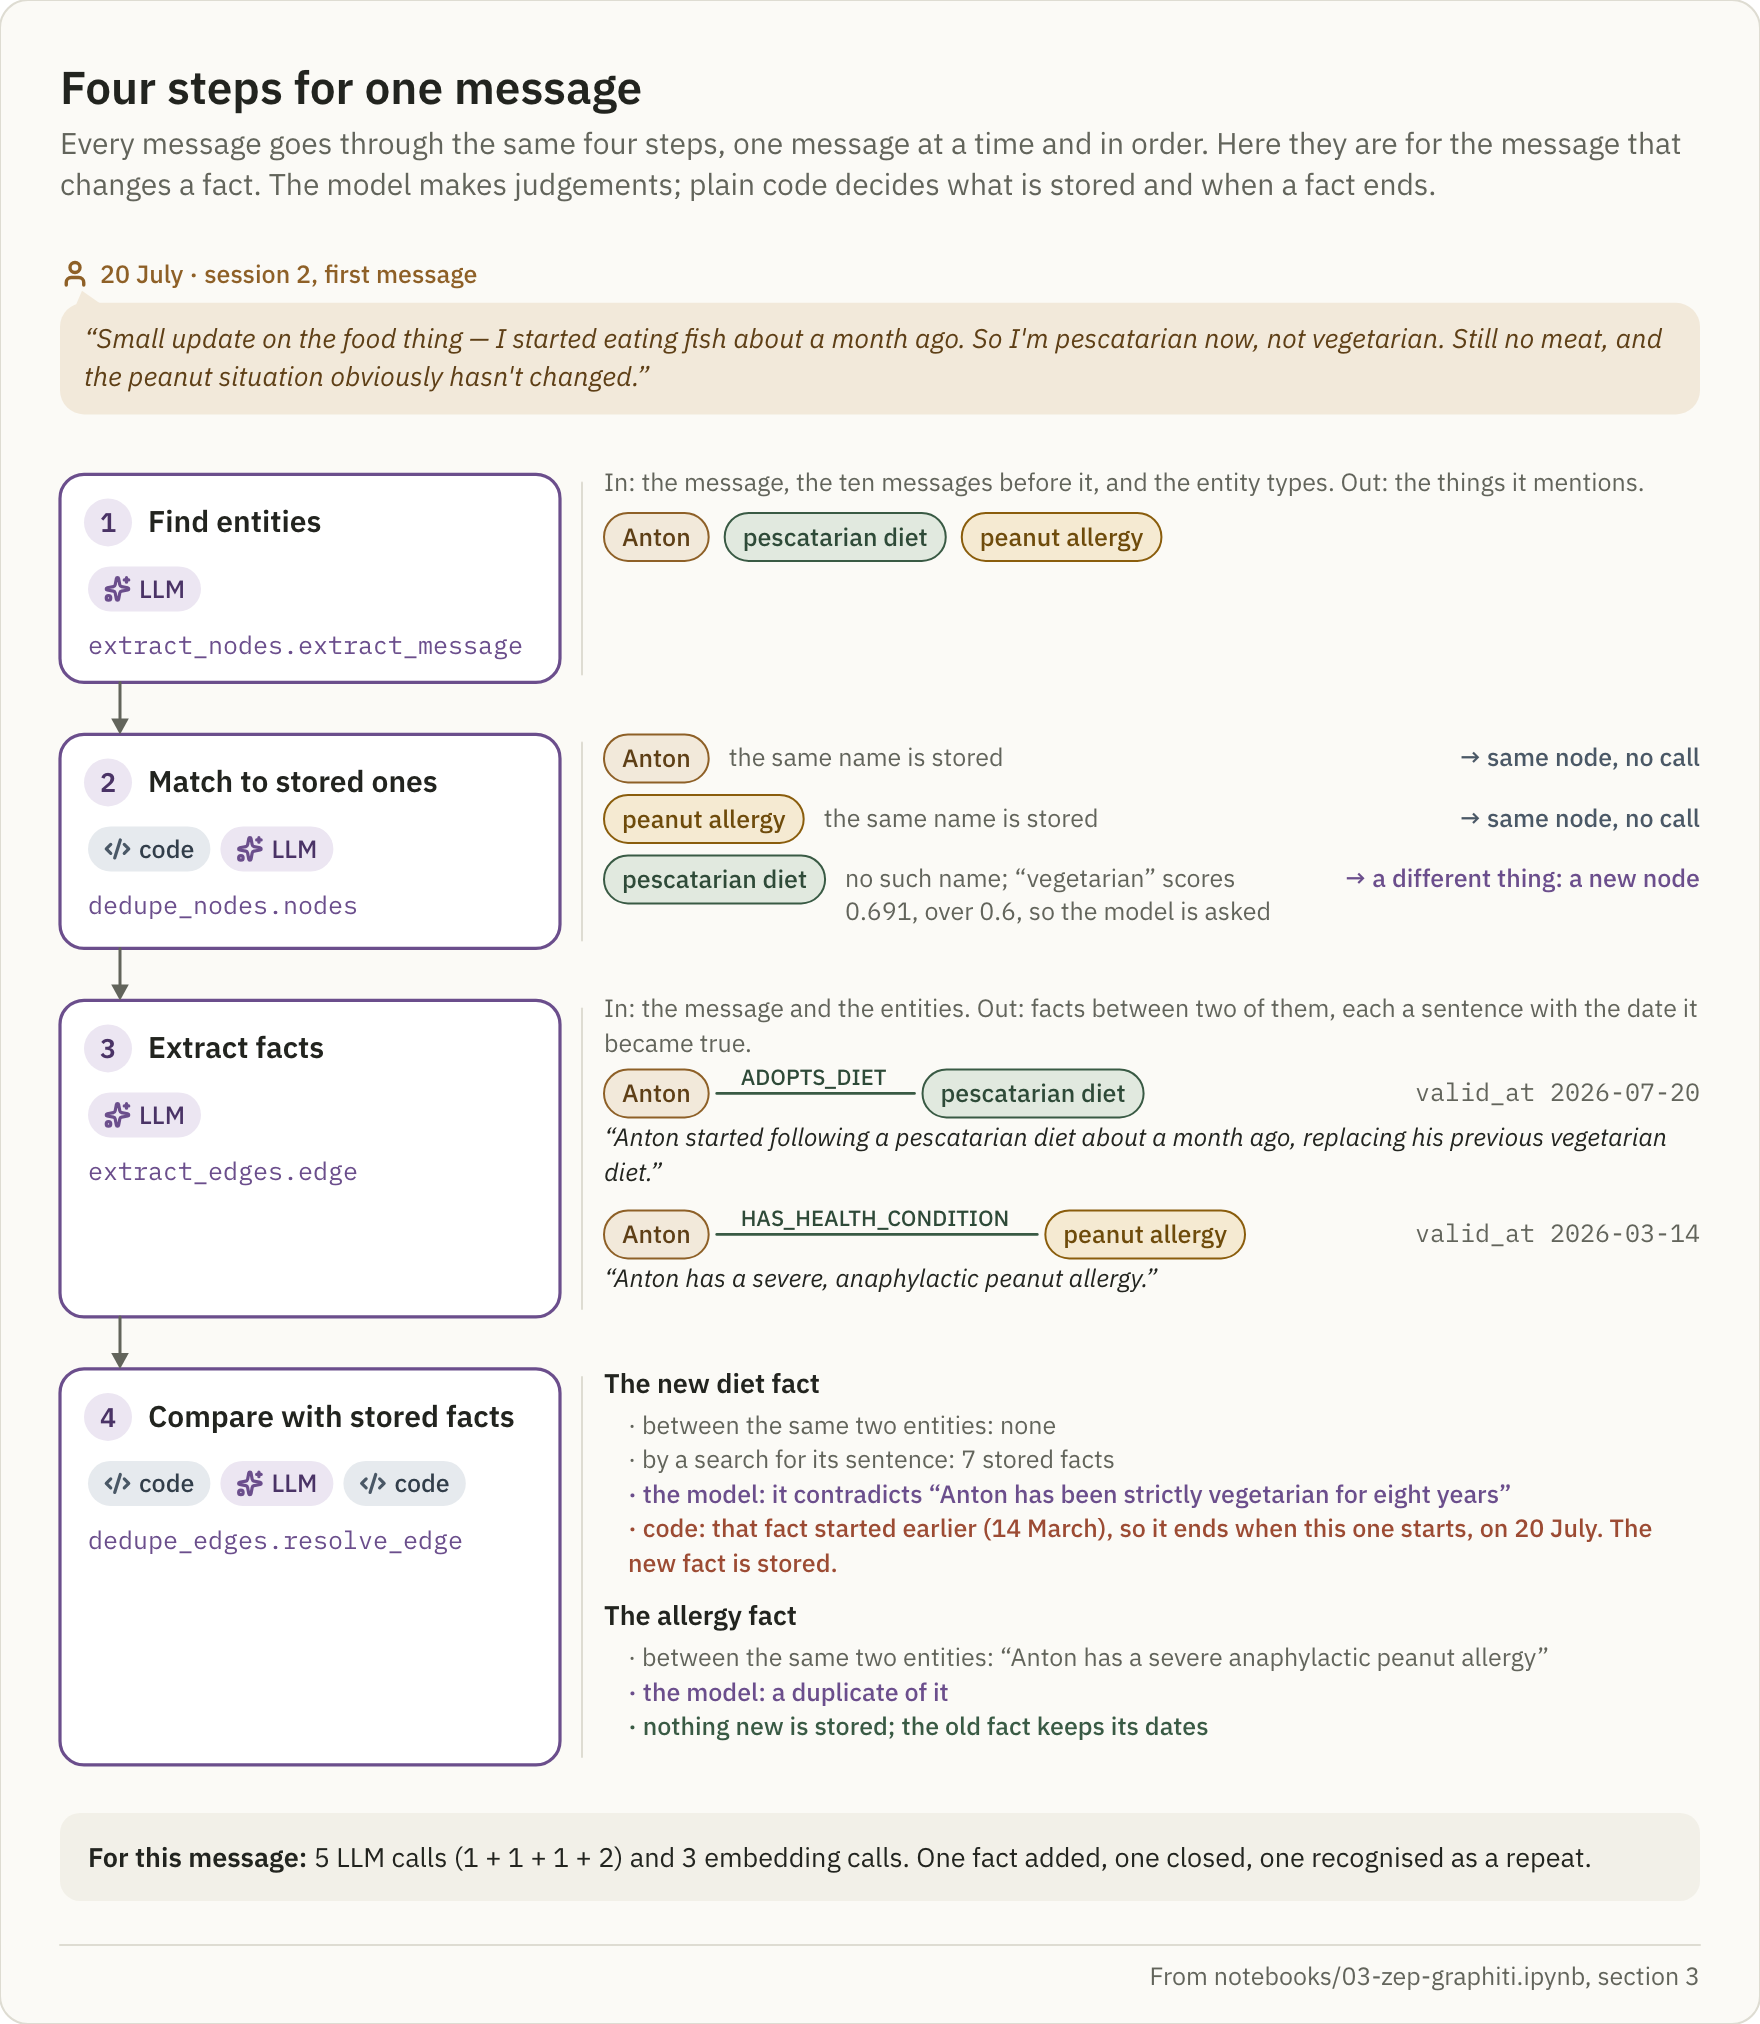 Four steps for one message
Every message goes through the same four steps, one message at a time and in order. Here they are for the message that
changes a fact. The model makes judgements; plain code decides what is stored and when a fact ends.
20 July · session 2, first message
“Small update on the food thing — I started eating fish about a month ago. So I'm pescatarian now, not vegetarian. Still no meat, and
the peanut situation obviously hasn't changed.”
1 Find entities
LLM
extract_nodes.extract_message
In: the message, the ten messages before it, and the entity types. Out: the things it mentions.
Anton pescatarian diet peanut allergy
2 Match to stored ones
code LLM
dedupe_nodes.nodes
Anton the same name is stored → same node, no call
peanut allergy the same name is stored → same node, no call
pescatarian diet no such name; “vegetarian” scores → a different thing: a new node
0.691, over 0.6, so the model is asked
3 Extract facts
LLM
extract_edges.edge
In: the message and the entities. Out: facts between two of them, each a sentence with the date it
became true.
Anton ADOPTS_DIET pescatarian diet valid_at 2026-07-20
“Anton started following a pescatarian diet about a month ago, replacing his previous vegetarian
diet.”
Anton HAS_HEALTH_CONDITION peanut allergy valid_at 2026-03-14
“Anton has a severe, anaphylactic peanut allergy.”
4 Compare with stored facts
code LLM code
dedupe_edges.resolve_edge
The new diet fact
· between the same two entities: none
· by a search for its sentence: 7 stored facts
· the model: it contradicts “Anton has been strictly vegetarian for eight years”
· code: that fact started earlier (14 March), so it ends when this one starts, on 20 July. The
new fact is stored.
The allergy fact
· between the same two entities: “Anton has a severe anaphylactic peanut allergy”
· the model: a duplicate of it
· nothing new is stored; the old fact keeps its dates
For this message: 5 LLM calls (1 + 1 + 1 + 2) and 3 embedding calls. One fact added, one closed, one recognised as a repeat.
From notebooks/03-zep-graphiti.ipynb, section 3